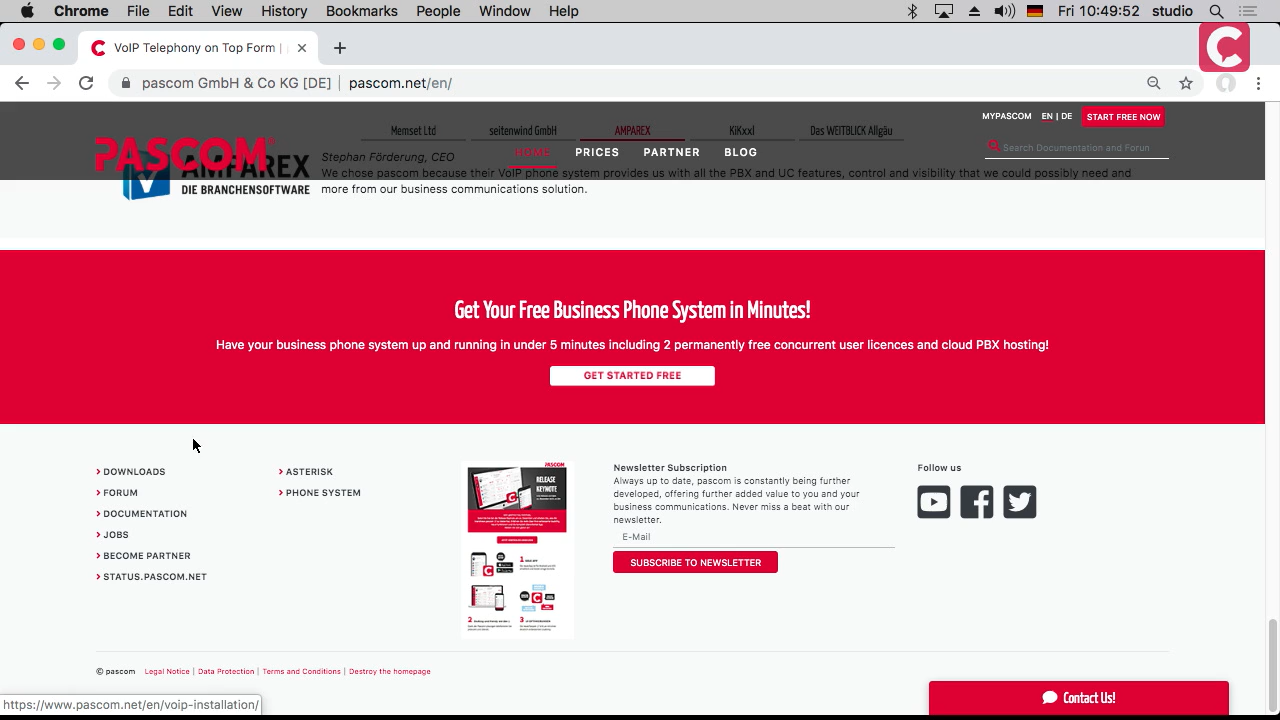 Chrome File Edit View History Bookmarks People Window Help Fri 10:49:52 studio
VoIP Telephony on Top Form |
pascom GmbH & Co KG [DE] | pascom.net/en/
MYPASCOM EN | DE START FREE NOW
Memset Ltd seitenwind GmbH AMPAREX KiKxxl Das WEITBLICK Allgäu
PASCOM
HOME PRICES PARTNER BLOG
Search Documentation and Forun
AMPAREX
DIE BRANCHENSOFTWARE
Stephan Förderung, CEO
We chose pascom because their VoIP phone system provides us with all the PBX and UC features, control and visibility that we could possibly need and
more from our business communications solution.
Get Your Free Business Phone System in Minutes!
Have your business phone system up and running in under 5 minutes including 2 permanently free concurrent user licences and cloud PBX hosting!
GET STARTED FREE
DOWNLOADS
FORUM
DOCUMENTATION
JOBS
BECOME PARTNER
STATUS.PASCOM.NET
ASTERISK
PHONE SYSTEM
PASCOM
RELEASE
KEYNOTE
Newsletter Subscription
Always up to date, pascom is constantly being further
developed, offering further added value to you and your
business communications. Never miss a beat with our
newsletter.
E-Mail
SUBSCRIBE TO NEWSLETTER
Follow us
© pascom Legal Notice | Data Protection | Terms and Conditions | Destroy the homepage
https://www.pascom.net/en/voip-installation/
Contact Us!